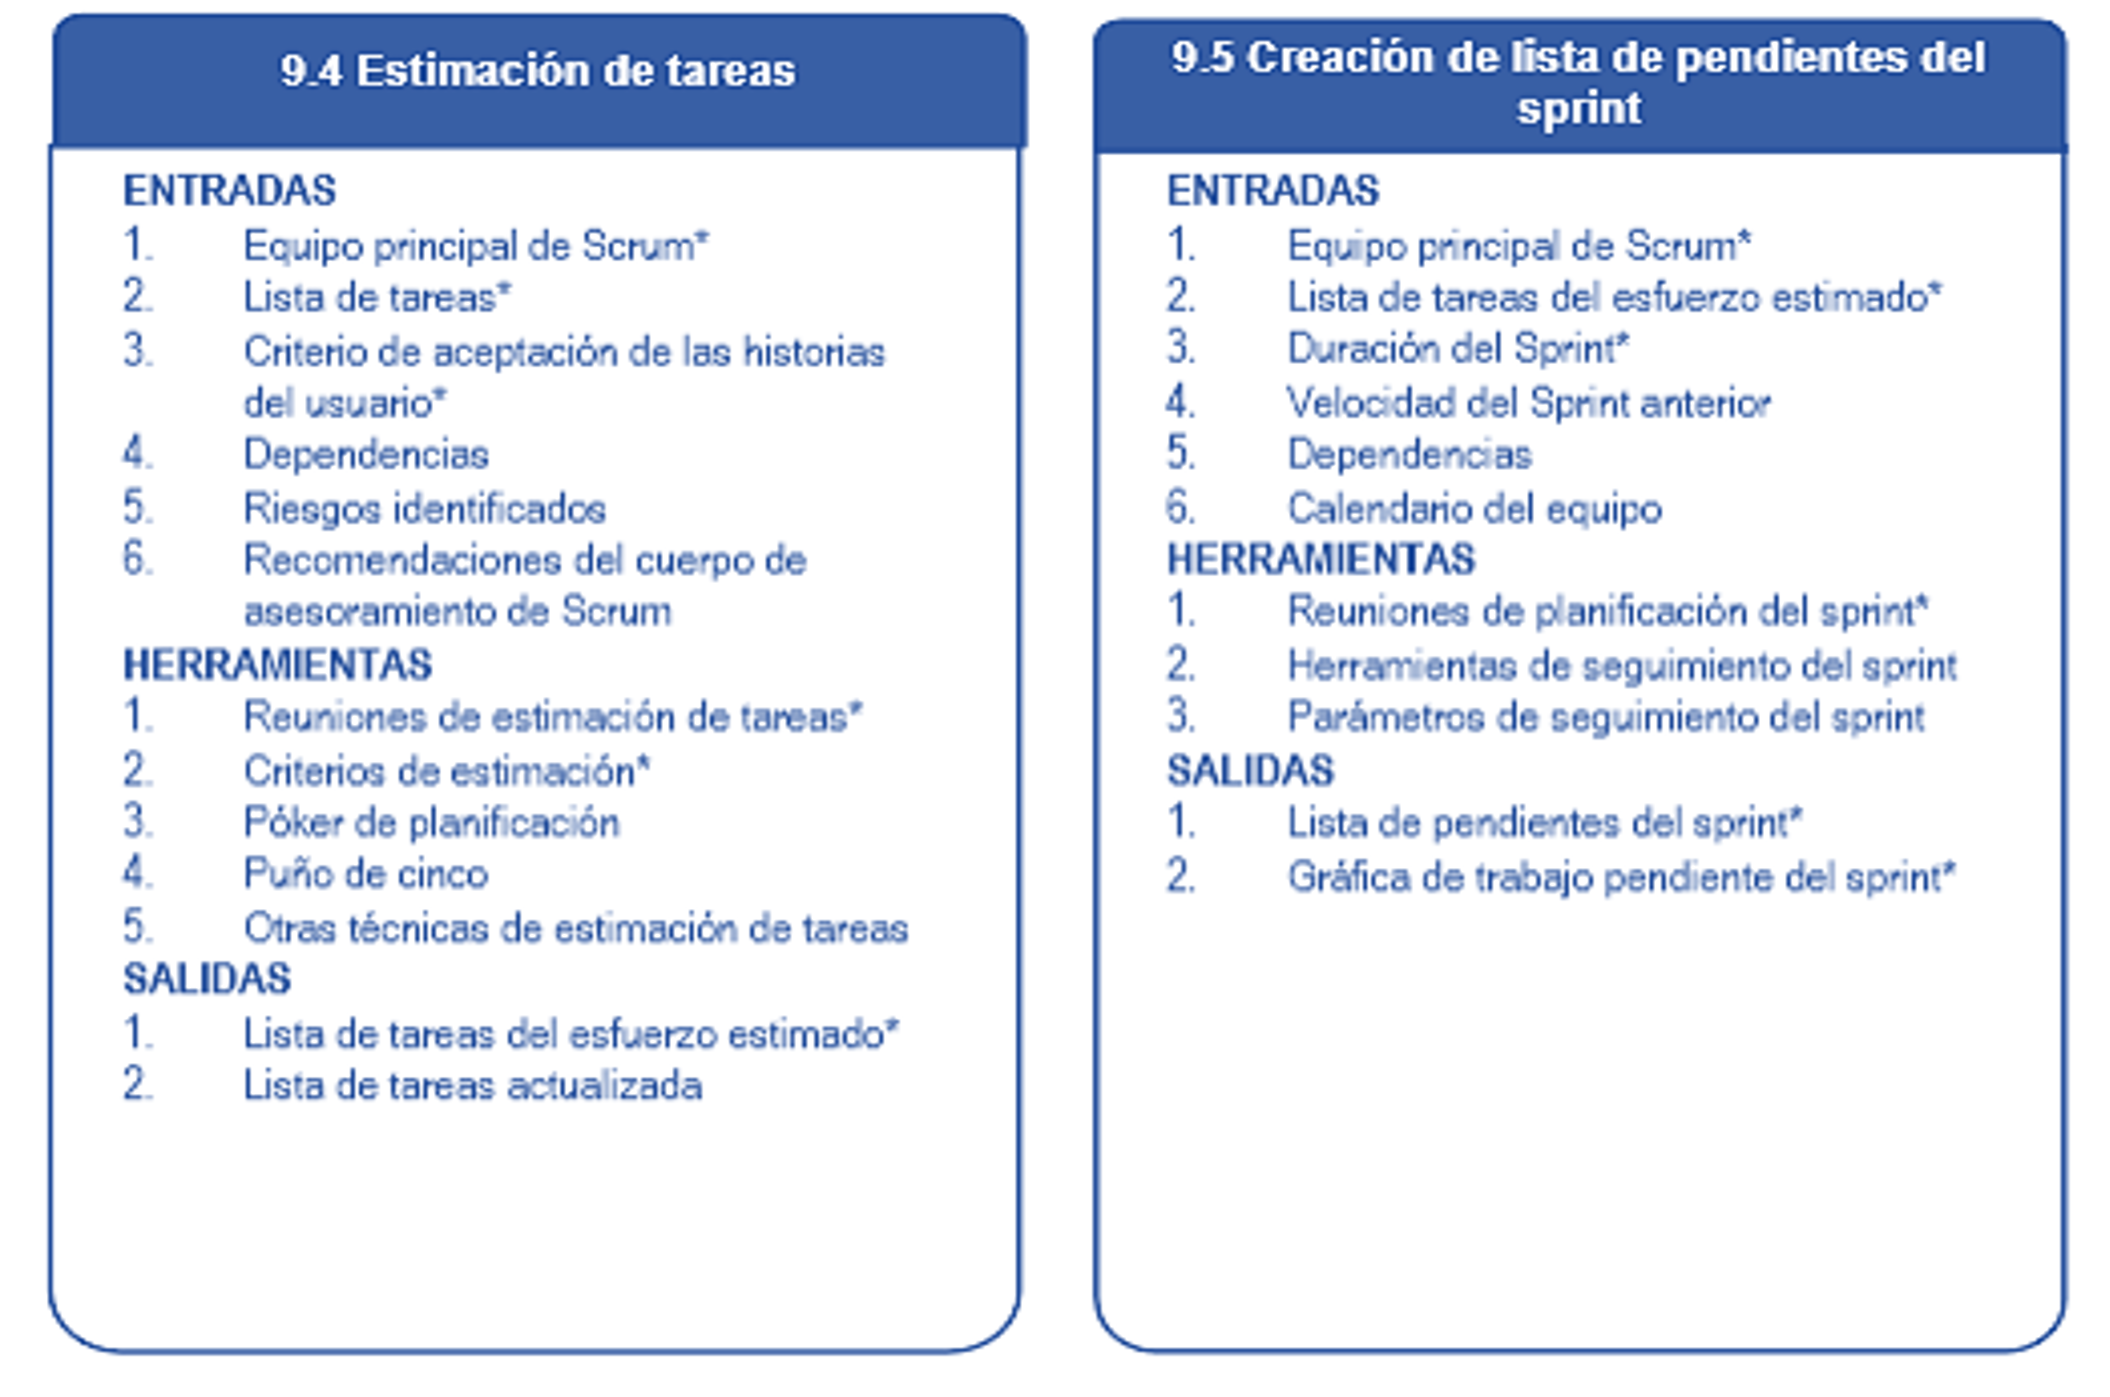 9.4 Estimación de tareas
ENTRADAS
1. Equipo principal de Scrum*
2. Lista de tareas*
3. Criterio de aceptación de las historias
del usuario*
4. Dependencias
5. Riesgos identificados
6. Recomendaciones del cuerpo de
asesoramiento de Scrum
HERRAMIENTAS
1. Reuniones de estimación de tareas*
2. Criterios de estimación*
3. Póker de planificación
4. Puño de cinco
5. Otras técnicas de estimación de tareas
SALIDAS
1. Lista de tareas del esfuerzo estimado*
2. Lista de tareas actualizada
9.5 Creación de lista de pendientes del
sprint
ENTRADAS
1. Equipo principal de Scrum*
2. Lista de tareas del esfuerzo estimado*
3. Duración del Sprint*
4. Velocidad del Sprint anterior
5. Dependencias
6. Calendario del equipo
HERRAMIENTAS
1. Reuniones de planificación del sprint*
2. Herramientas de seguimiento del sprint
3. Parámetros de seguimiento del sprint
SALIDAS
1. Lista de pendientes del sprint*
2. Gráfica de trabajo pendiente del sprint*